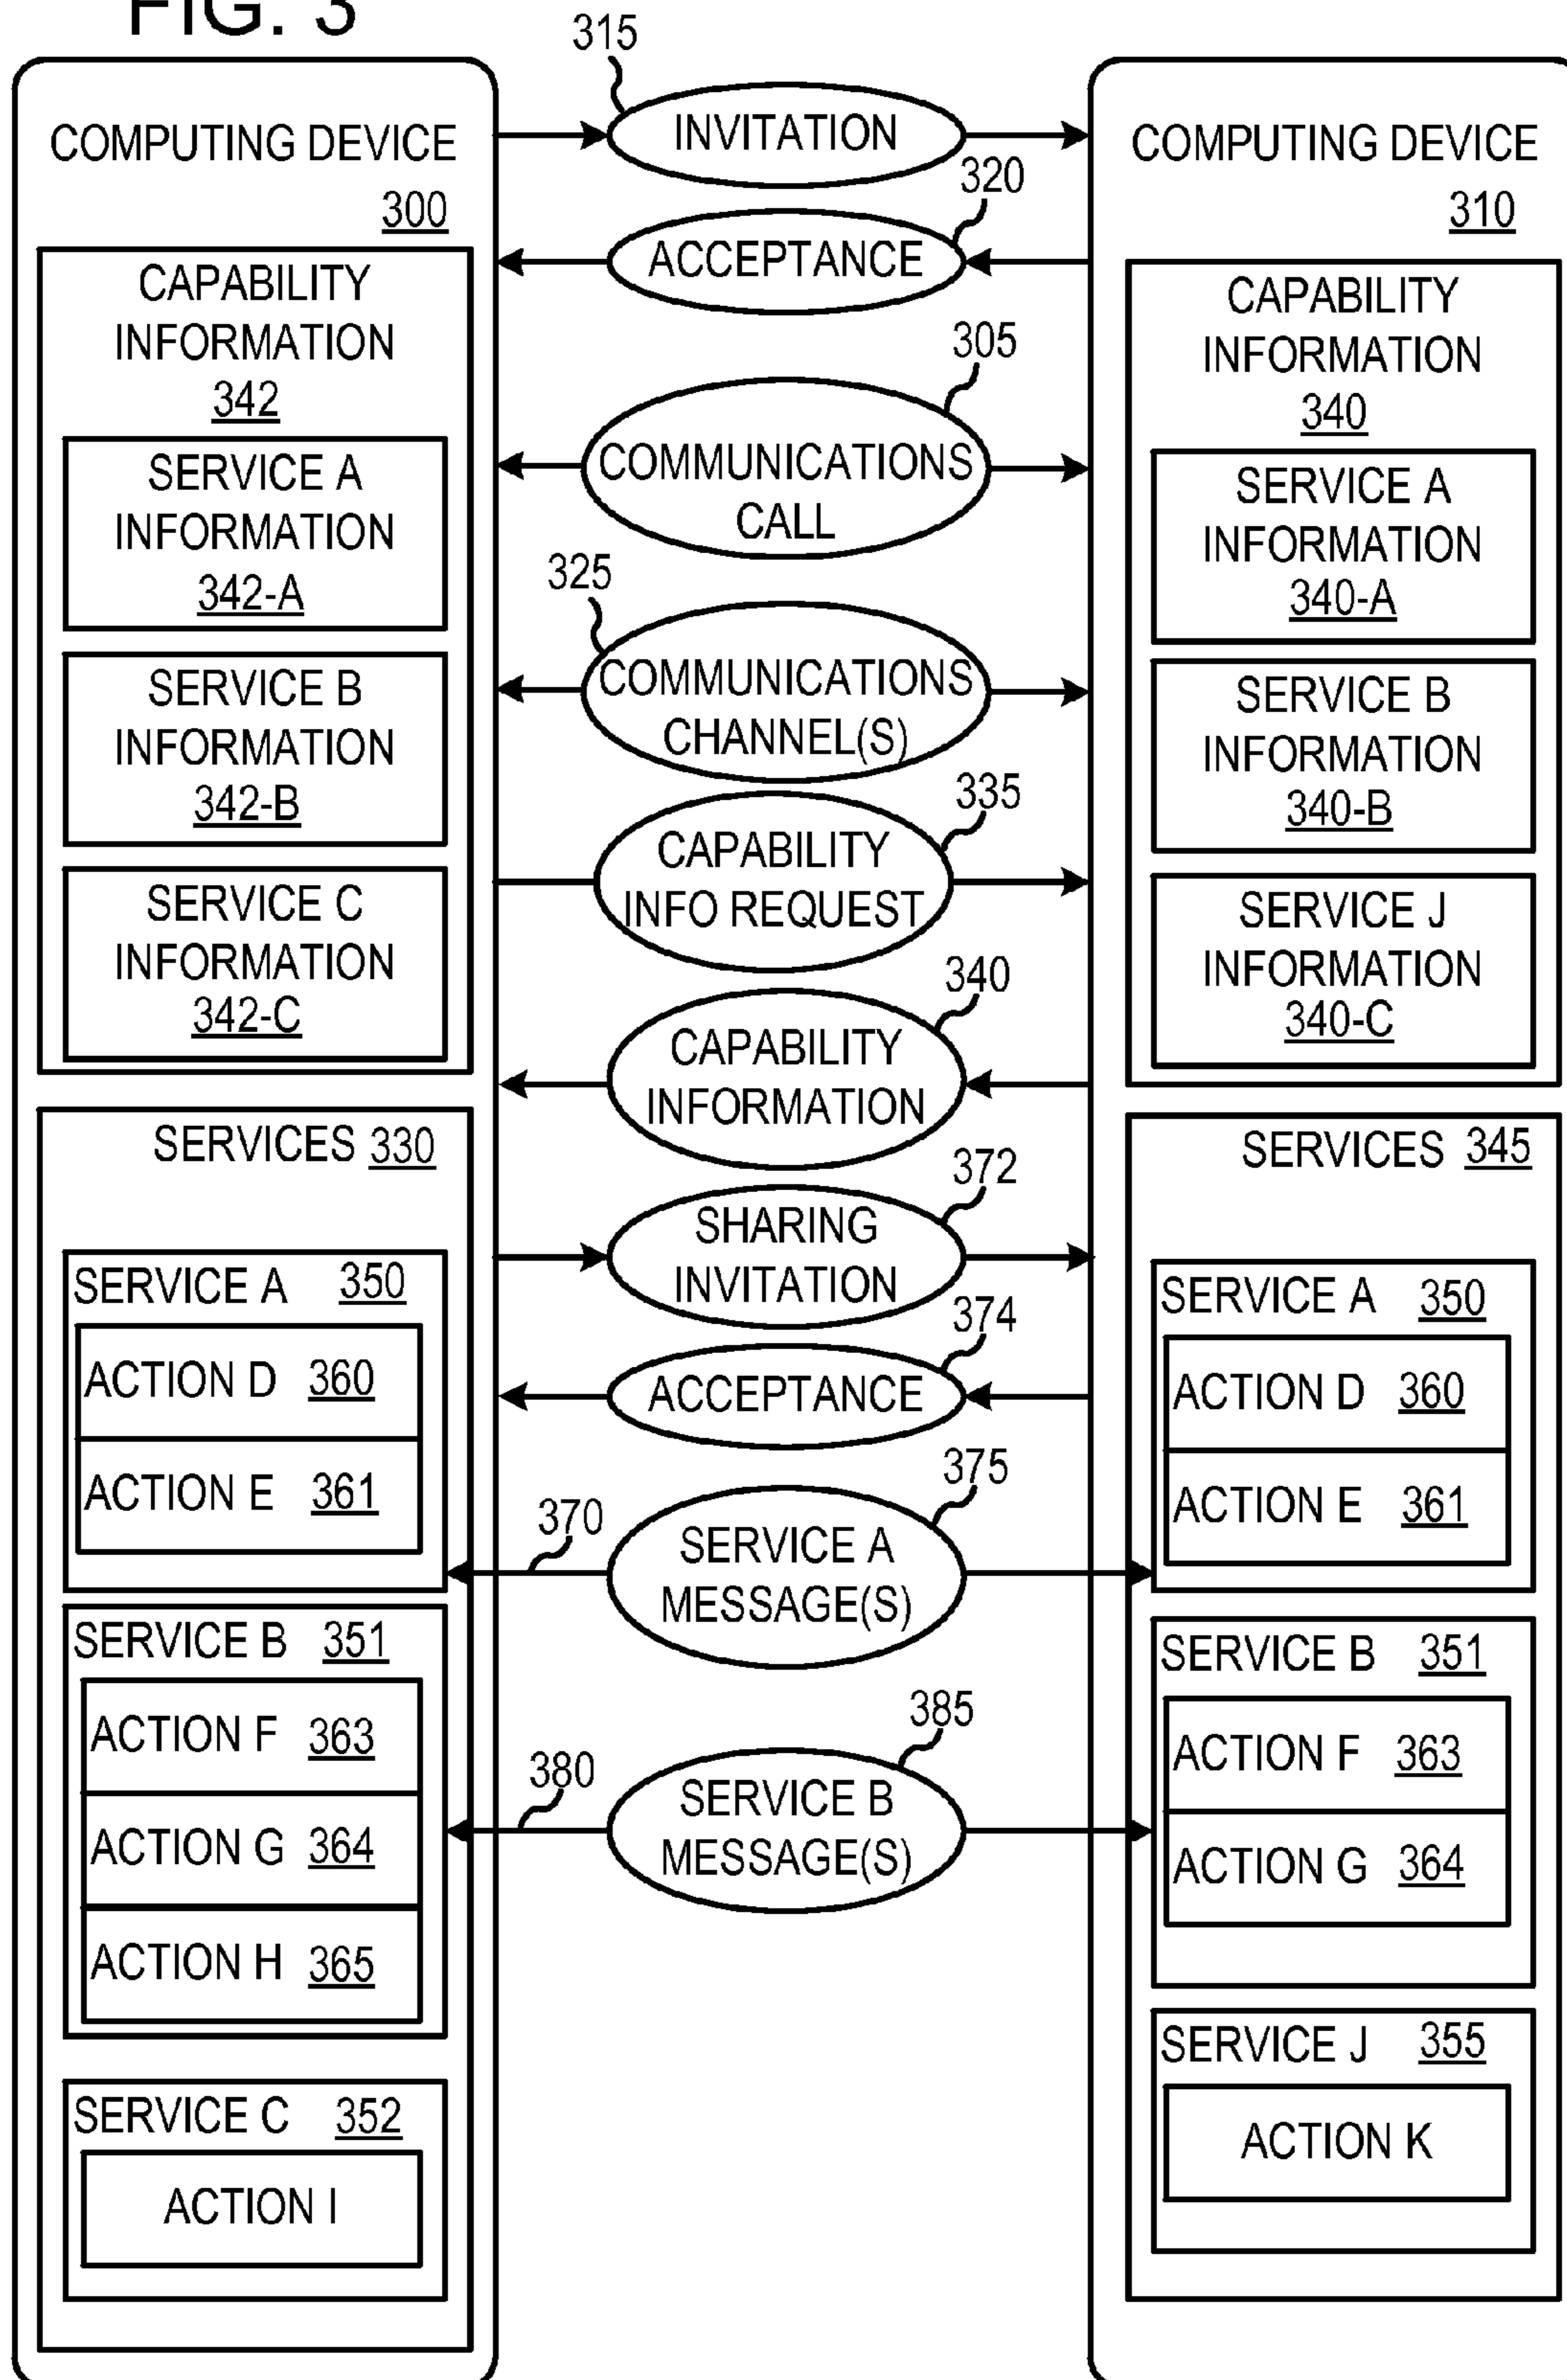 FIG. 3
COMPUTING DEVICE
300
CAPABILITY
INFORMATION
342
SERVICE A
INFORMATION
342-A
SERVICE B
INFORMATION
342-B
SERVICE C
INFORMATION
342-C
SERVICES 330
SERVICE A 350
ACTION D 360
ACTION E 361
SERVICE B 351
ACTION F 363
ACTION G 364
ACTION H 365
SERVICE C 352
ACTION I
315
INVITATION
320
ACCEPTANCE
305
COMMUNICATIONS
CALL
325
COMMUNICATIONS
CHANNEL(S)
335
CAPABILITY
INFO REQUEST
340
CAPABILITY
INFORMATION
372
SHARING
INVITATION
374
ACCEPTANCE
375
370
SERVICE A
MESSAGE(S)
385
380
SERVICE B
MESSAGE(S)
COMPUTING DEVICE
310
CAPABILITY
INFORMATION
340
SERVICE A
INFORMATION
340-A
SERVICE B
INFORMATION
340-B
SERVICE J
INFORMATION
340-C
SERVICES 345
SERVICE A 350
ACTION D 360
ACTION E 361
SERVICE B 351
ACTION F 363
ACTION G 364
SERVICE J 355
ACTION K